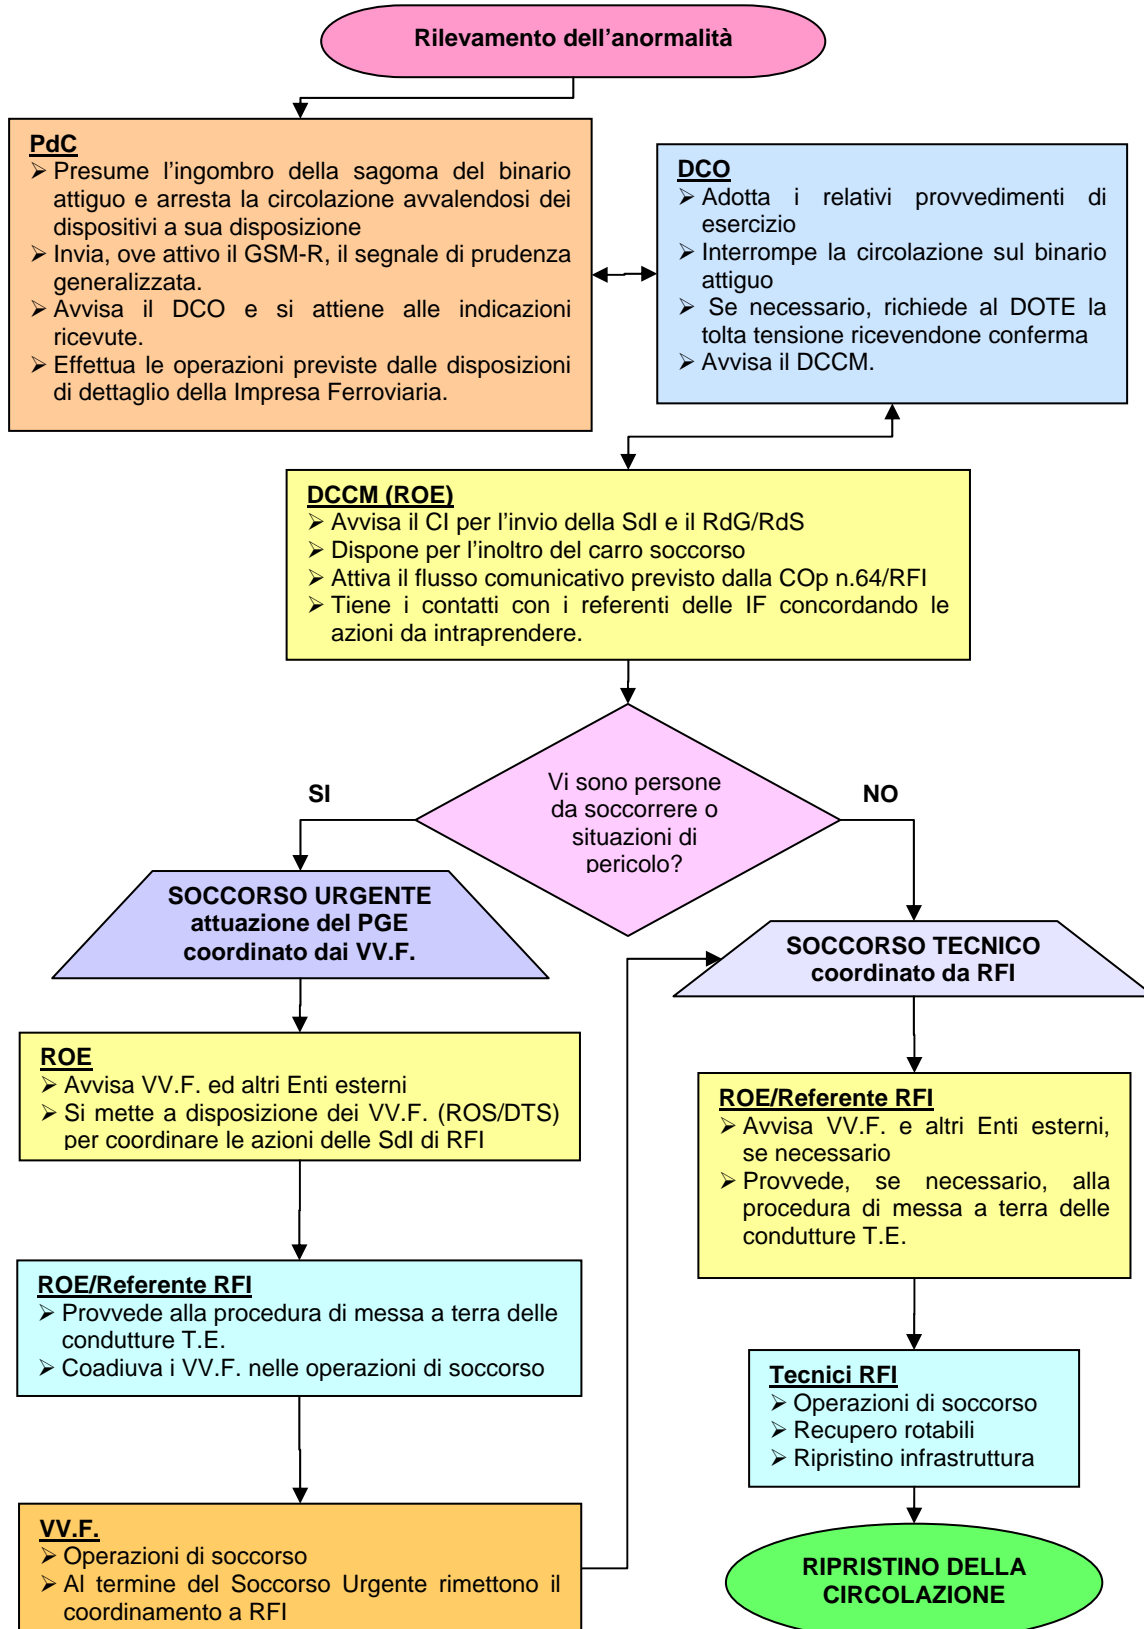 Rilevamento dell'anormalità
PdC
➢ Presume l'ingombro della sagoma del binario
attiguo e arresta la circolazione avvalendosi dei
dispositivi a sua disposizione
➢ Invia, ove attivo il GSM-R, il segnale di prudenza
generalizzata.
➢ Avvisa il DCO e si attiene alle indicazioni
ricevute.
➢ Effettua le operazioni previste dalle disposizioni
di dettaglio della Impresa Ferroviaria.
DCO
➢ Adotta i relativi provvedimenti di
esercizio
➢ Interrompe la circolazione sul binario
attiguo
➢ Se necessario, richiede al DOTE la
tolta tensione ricevendone conferma
➢ Avvisa il DCCM.
DCCM (ROE)
➢ Avvisa il CI per l'invio della SdI e il RdG/RdS
➢ Dispone per l'inoltro del carro soccorso
➢ Attiva il flusso comunicativo previsto dalla COp n.64/RFI
➢ Tiene i contatti con i referenti delle IF concordando le
azioni da intraprendere.
Vi sono persone
da soccorrere o
situazioni di
pericolo?
SI
NO
SOCCORSO URGENTE
attuazione del PGE
coordinato dai VV.F.
SOCCORSO TECNICO
coordinato da RFI
ROE
➢ Avvisa VV.F. ed altri Enti esterni
➢ Si mette a disposizione dei VV.F. (ROS/DTS)
per coordinare le azioni delle SdI di RFI
ROE/Referente RFI
➢ Avvisa VV.F. e altri Enti esterni,
se necessario
➢ Provvede, se necessario, alla
procedura di messa a terra delle
condutture T.E.
ROE/Referente RFI
➢ Provvede alla procedura di messa a terra delle
condutture T.E.
➢ Coadiuva i VV.F. nelle operazioni di soccorso
Tecnici RFI
➢ Operazioni di soccorso
➢ Recupero rotabili
➢ Ripristino infrastruttura
VV.F.
➢ Operazioni di soccorso
➢ Al termine del Soccorso Urgente rimettono il
coordinamento a RFI
RIPRISTINO DELLA
CIRCOLAZIONE